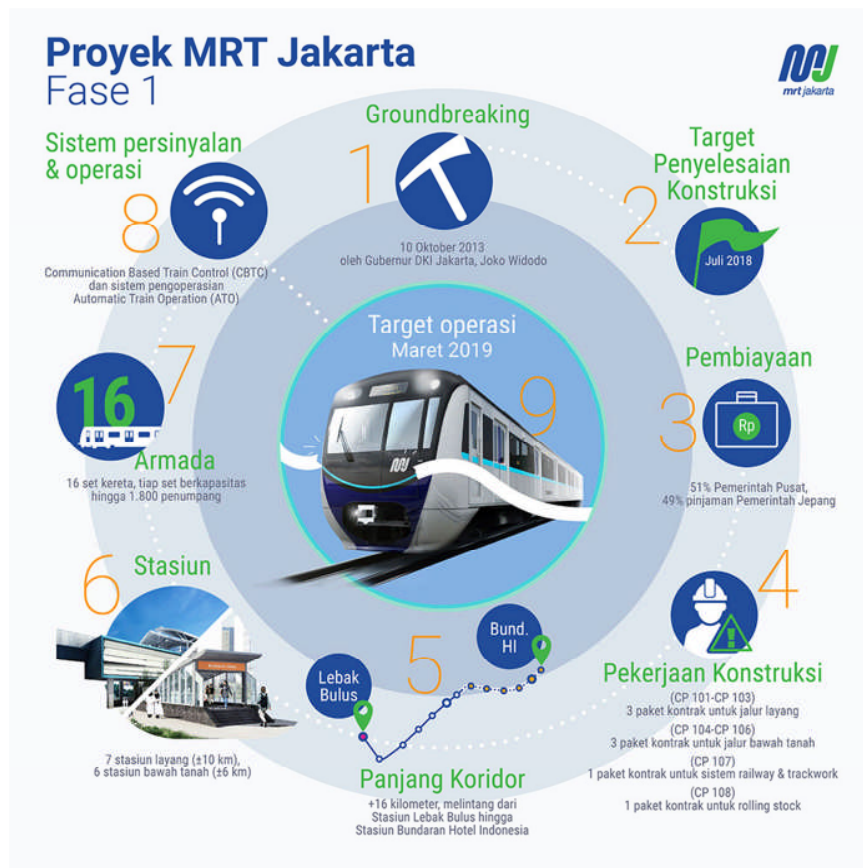 Proyek MRT Jakarta
Fase 1
mrt jakarta
1
Groundbreaking
10 Oktober 2013
oleh Gubernur DKI Jakarta, Joko Widodo
2
Target
Penyelesaian
Konstruksi
Juli 2018
3
Pembiayaan
Rp
51% Pemerintah Pusat,
49% pinjaman Pemerintah Jepang
4
Pekerjaan Konstruksi
(CP 101-CP 103)
3 paket kontrak untuk jalur layang
(CP 104-CP 106)
3 paket kontrak untuk jalur bawah tanah
(CP 107)
1 paket kontrak untuk sistem railway & trackwork
(CP 108)
1 paket kontrak untuk rolling stock
5
Lebak
Bulus
Bund.
HI
Panjang Koridor
+16 kilometer, melintang dari
Stasiun Lebak Bulus hingga
Stasiun Bundaran Hotel Indonesia
6
Stasiun
7 stasiun layang (±10 km),
6 stasiun bawah tanah (±6 km)
7
16
Armada
16 set kereta, tiap set berkapasitas
hingga 1.800 penumpang
8
Sistem persinyalan
& operasi
Communication Based Train Control (CBTC)
dan sistem pengoperasian
Automatic Train Operation (ATO)
9
Target operasi
Maret 2019